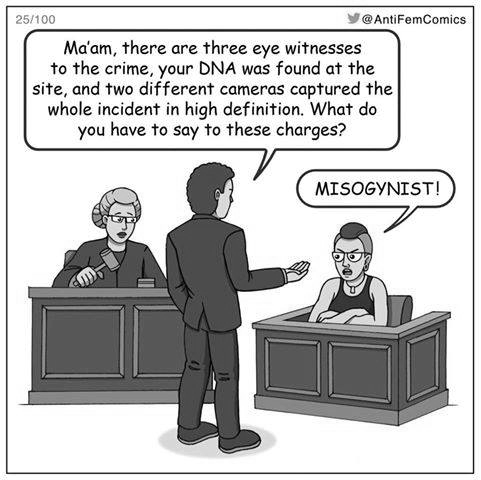 25/100
@AntiFemComics
Ma'am, there are three eye witnesses
to the crime, your DNA was found at the
site, and two different cameras captured the
whole incident in high definition. What do
you have to say to these charges?
MISOGYNIST!